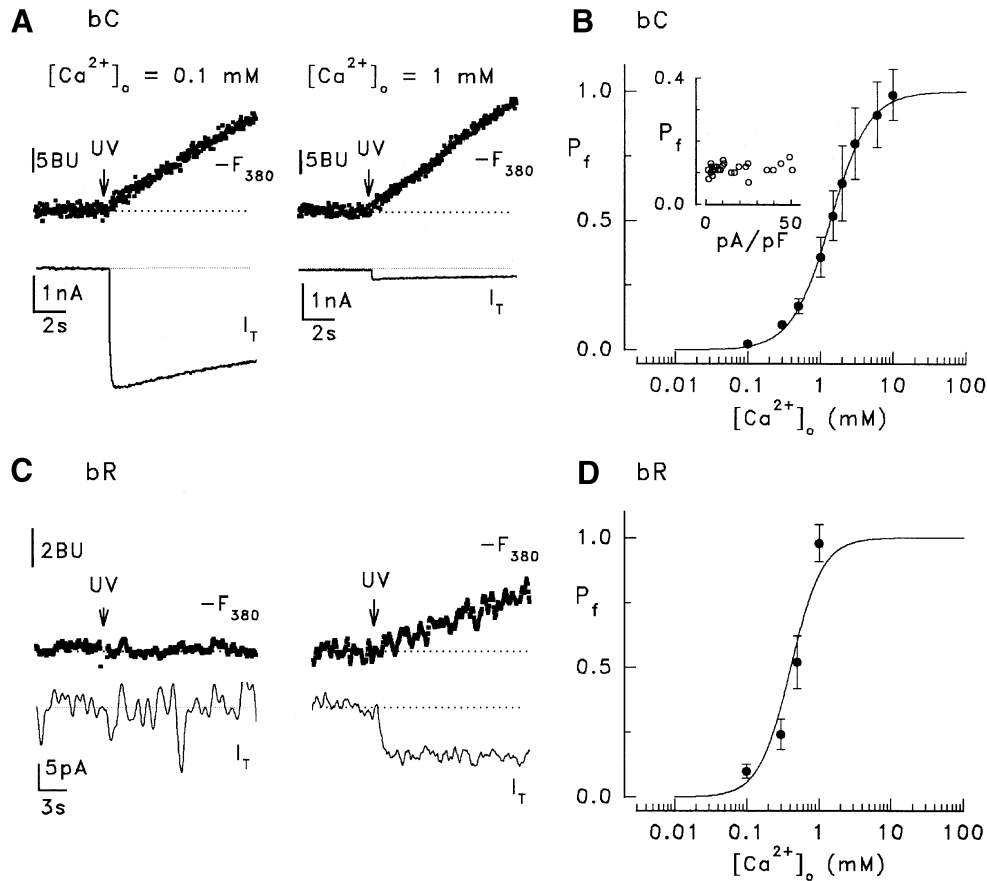 A bC
[Ca2+]o = 0.1 mM
[Ca2+]o = 1 mM
5BU
UV
-F380
5BU
UV
-F380
1nA
2s
IT
1nA
2s
IT
B bC
1.0
0.5
0.0
Pf
0.4
0.0
Pf
0 25 50
pA/pF
0.01 0.1 1 10 100
[Ca2+]o (mM)
C bR
2BU
UV
-F380
UV
-F380
5pA
3s
IT
IT
D bR
1.0
0.5
0.0
Pf
0.01 0.1 1 10 100
[Ca2+]o (mM)